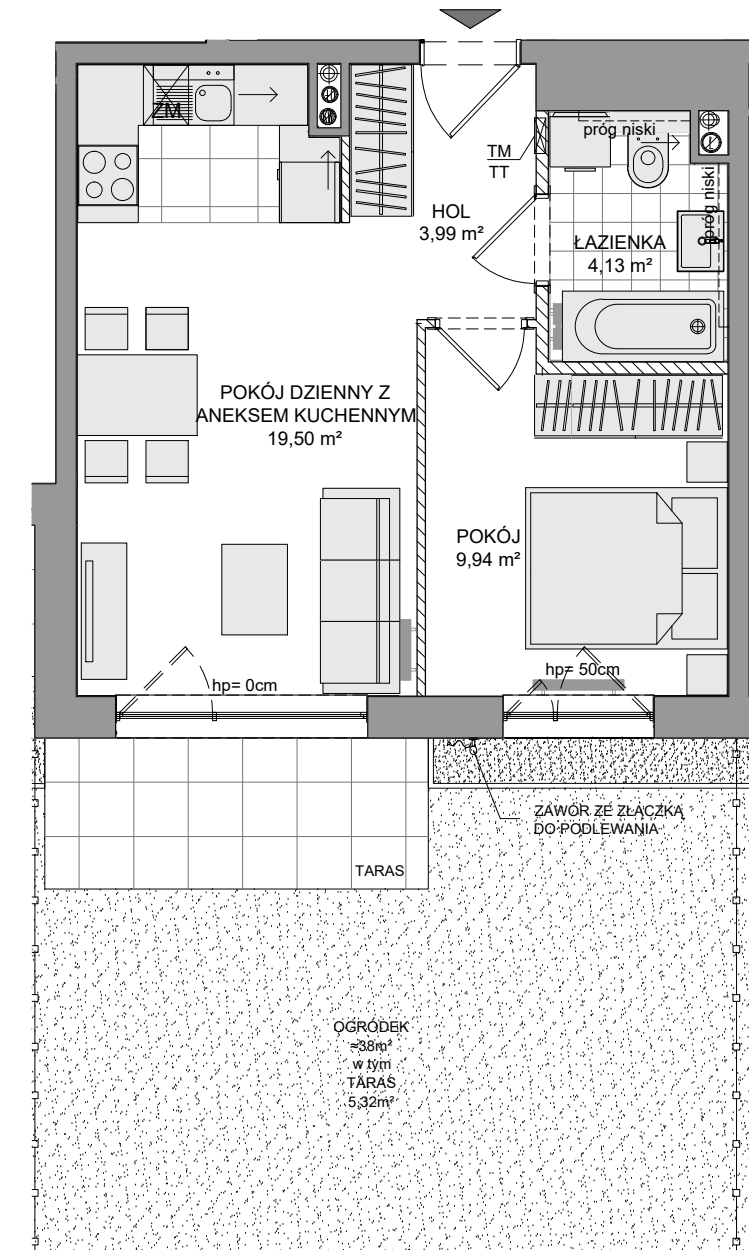 ZM
próg niski
TM
TT
próg niski
HOL
3,99 m²
ŁAZIENKA
4,13 m²
POKÓJ DZIENNY Z
ANEKSEM KUCHENNYM
19,50 m²
POKÓJ
9,94 m²
hp= 0cm
hp= 50cm
ZAWÓR ZE ZŁĄCZKĄ
DO PODLEWANIA
TARAS
OGRÓDEK
≈38m²
w tym
TARAS
5,32m²